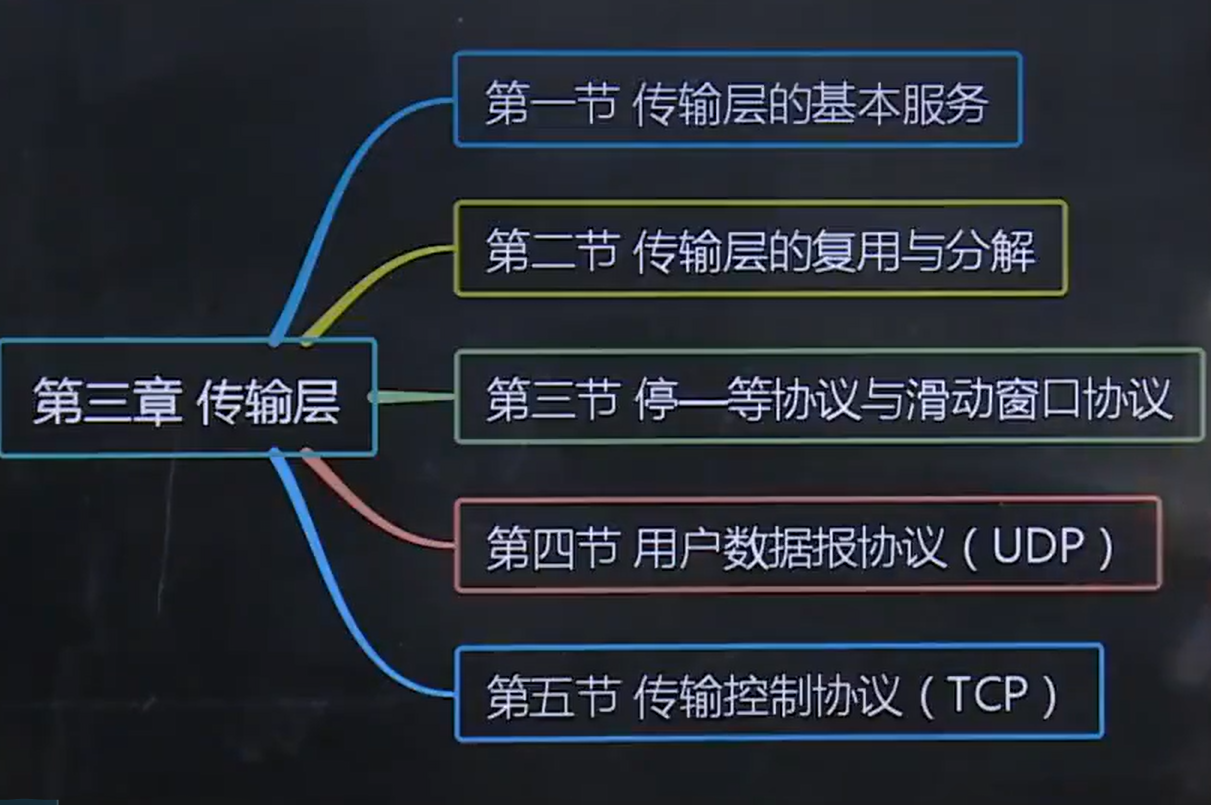 第三章 传输层
第一节 传输层的基本服务
第二节 传输层的复用与分解
第三节 停—等协议与滑动窗口协议
第四节 用户数据报协议（UDP）
第五节 传输控制协议（TCP）